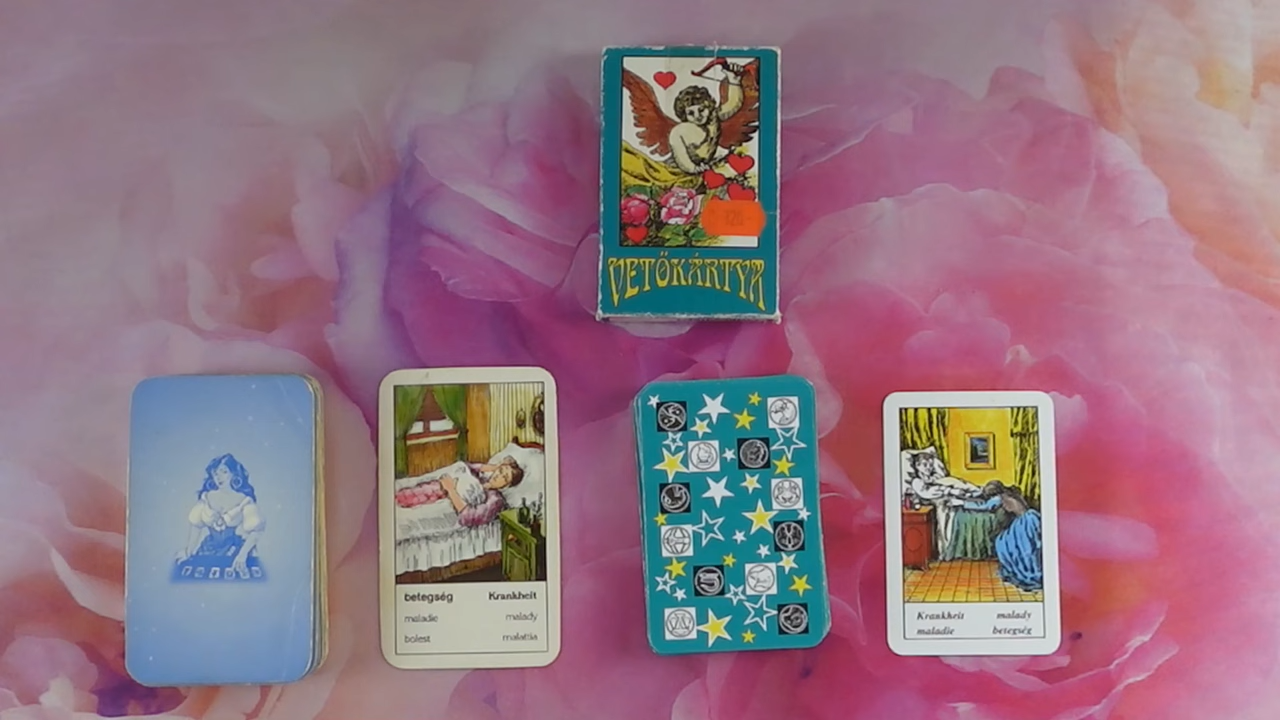 VETŐKÁRTYA
betegség Krankheit
maladie malady
bolest malattia
Krankheit malady
maladie betegség